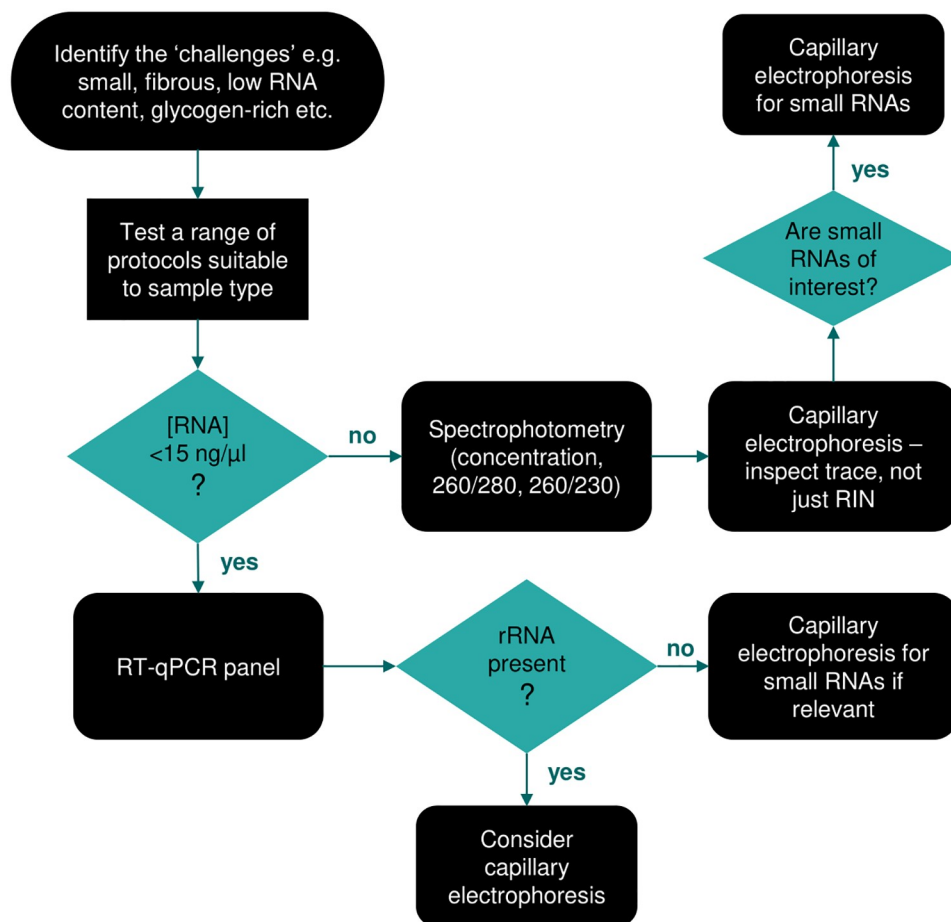 Identify the ‘challenges’ e.g.
small, fibrous, low RNA
content, glycogen-rich etc.
Capillary
electrophoresis
for small RNAs
yes
Test a range of
protocols suitable
to sample type
Are small
RNAs of
interest?
[RNA]
<15 ng/µl
?
no
Spectrophotometry
(concentration,
260/280, 260/230)
Capillary
electrophoresis –
inspect trace, not
just RIN
yes
RT-qPCR panel
rRNA
present
?
no
Capillary
electrophoresis for
small RNAs if
relevant
yes
Consider
capillary
electrophoresis